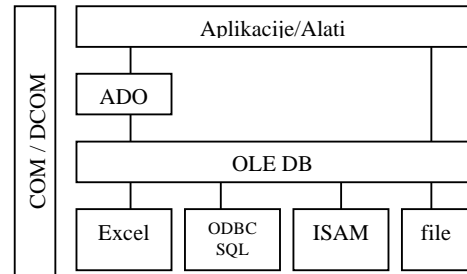 COM / DCOM
Aplikacije/Alati
ADO
OLE DB
Excel
ODBC
SQL
ISAM
file